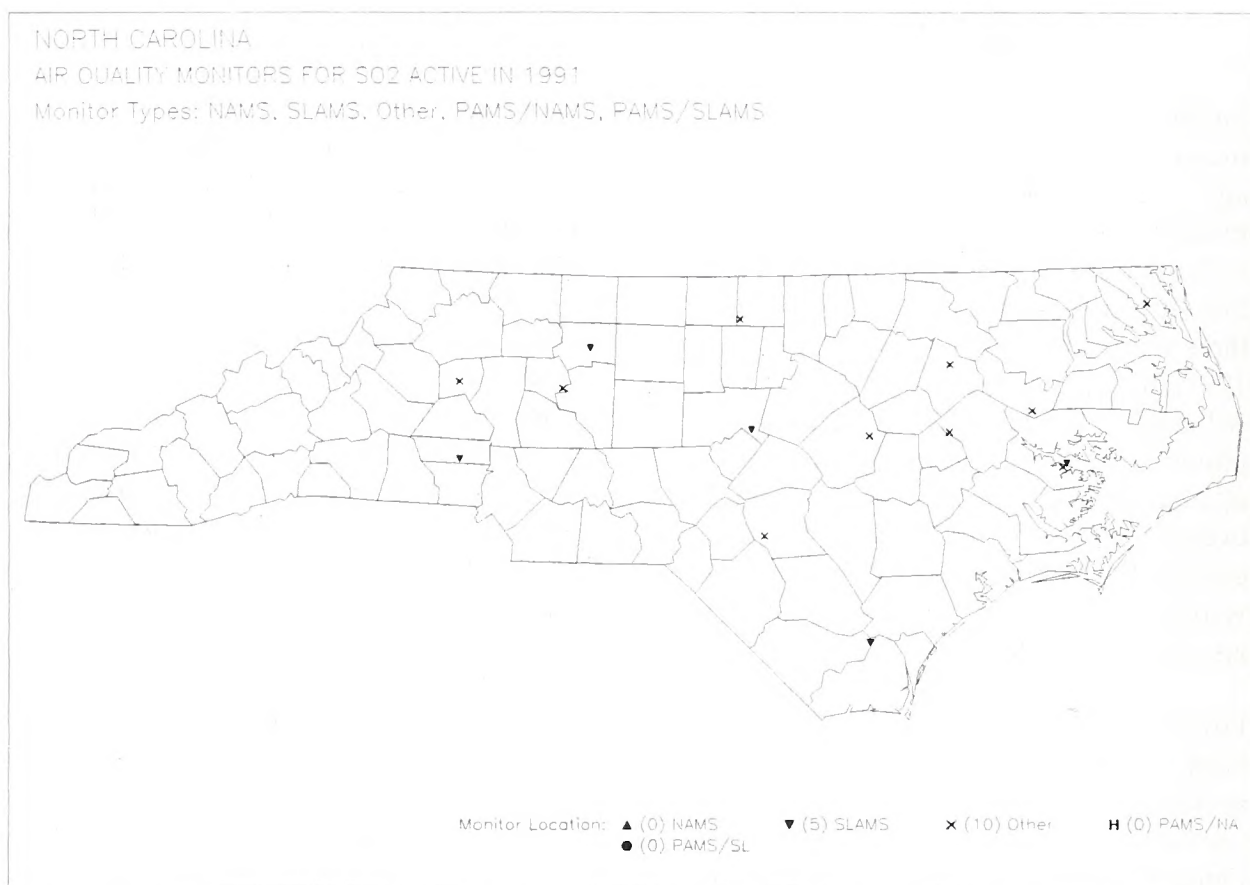 NORTH CAROLINA
AIR QUALITY MONITORS FOR SO2 ACTIVE IN 1991
Monitor Types: NAMS, SLAMS, Other, PAMS/NAMS, PAMS/SLAMS
Monitor Location: ▲ (0) NAMS ▼ (5) SLAMS × (10) Other H (0) PAMS/NA
● (0) PAMS/SL